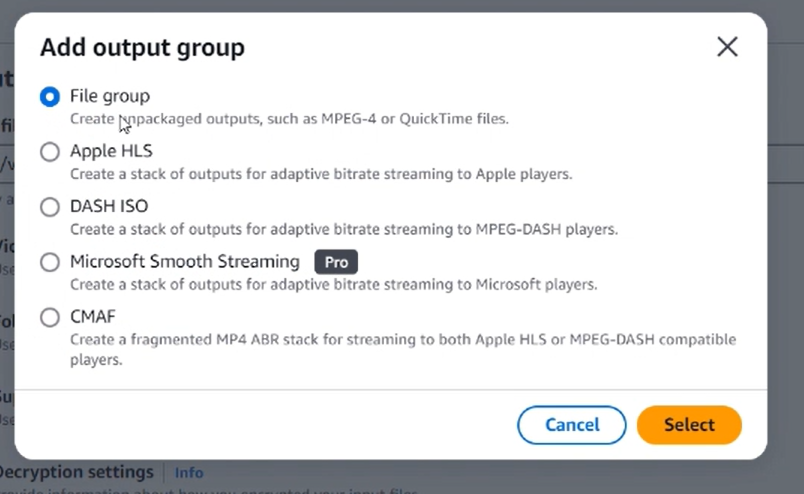 Add output group
File group
Create unpackaged outputs, such as MPEG-4 or QuickTime files.
Apple HLS
Create a stack of outputs for adaptive bitrate streaming to Apple players.
DASH ISO
Create a stack of outputs for adaptive bitrate streaming to MPEG-DASH players.
Microsoft Smooth Streaming Pro
Create a stack of outputs for adaptive bitrate streaming to Microsoft players.
CMAF
Create a fragmented MP4 ABR stack for streaming to both Apple HLS or MPEG-DASH compatible
players.
Cancel Select
Decryption settings Info